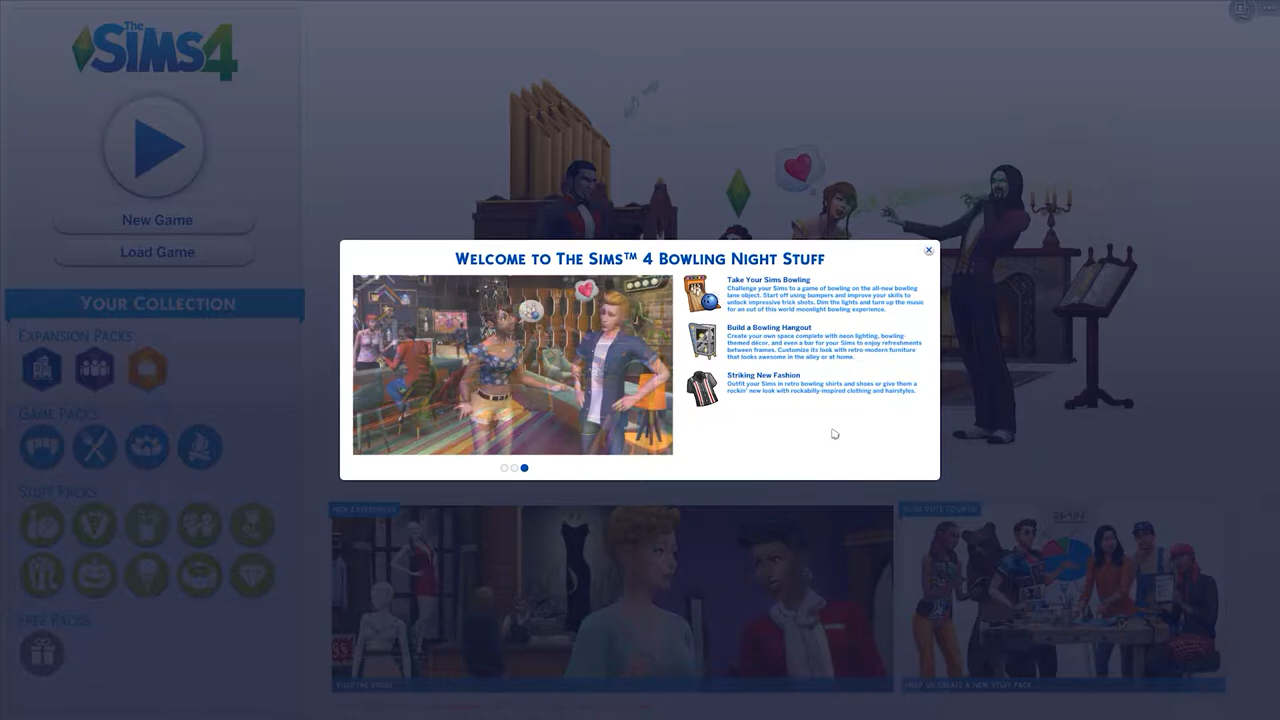 The
SiMS4
New Game
Load Game
Your Collection
Expansion Packs
Game Packs
Stuff Packs
Free Packs
Welcome to The Sims™ 4 Bowling Night Stuff
Take Your Sims Bowling
Challenge your Sims to a game of bowling on the all-new bowling
lane object. Start off using bumpers and improve your skills to
unlock impressive trick shots. Dim the lights and turn up the music
for an out of this world moonlight bowling experience.
Build a Bowling Hangout
Create your own space complete with neon lighting, bowling-
themed décor, and even a bar for your Sims to enjoy refreshments
between frames. Customize its look with retro-modern furniture
that looks awesome in the alley or at home.
Striking New Fashion
Outfit your Sims in retro bowling shirts and shoes or give them a
rockin' new look with rockabilly-inspired clothing and hairstyles.
New Experiences
Your Vote Counts!
Visit the Store
Help Us Create a New Stuff Pack